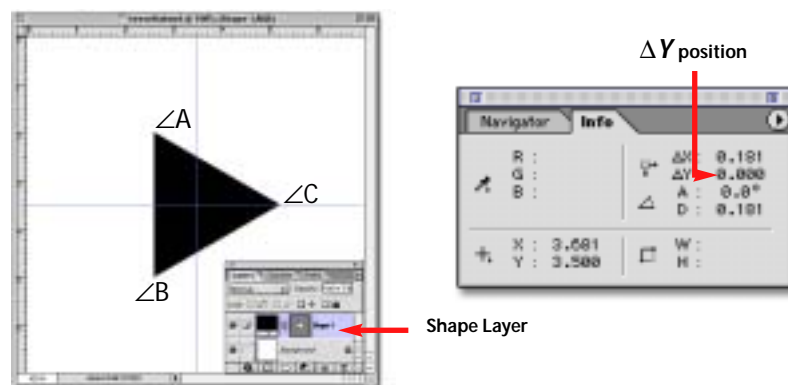 ΔY position
∠A
∠C
∠B
Shape Layer
Navigator
Info
R :
G :
B :
ΔX : 0.181
ΔY : 0.000
A : 0.0°
D : 0.181
X : 3.681
Y : 3.500
W :
H :